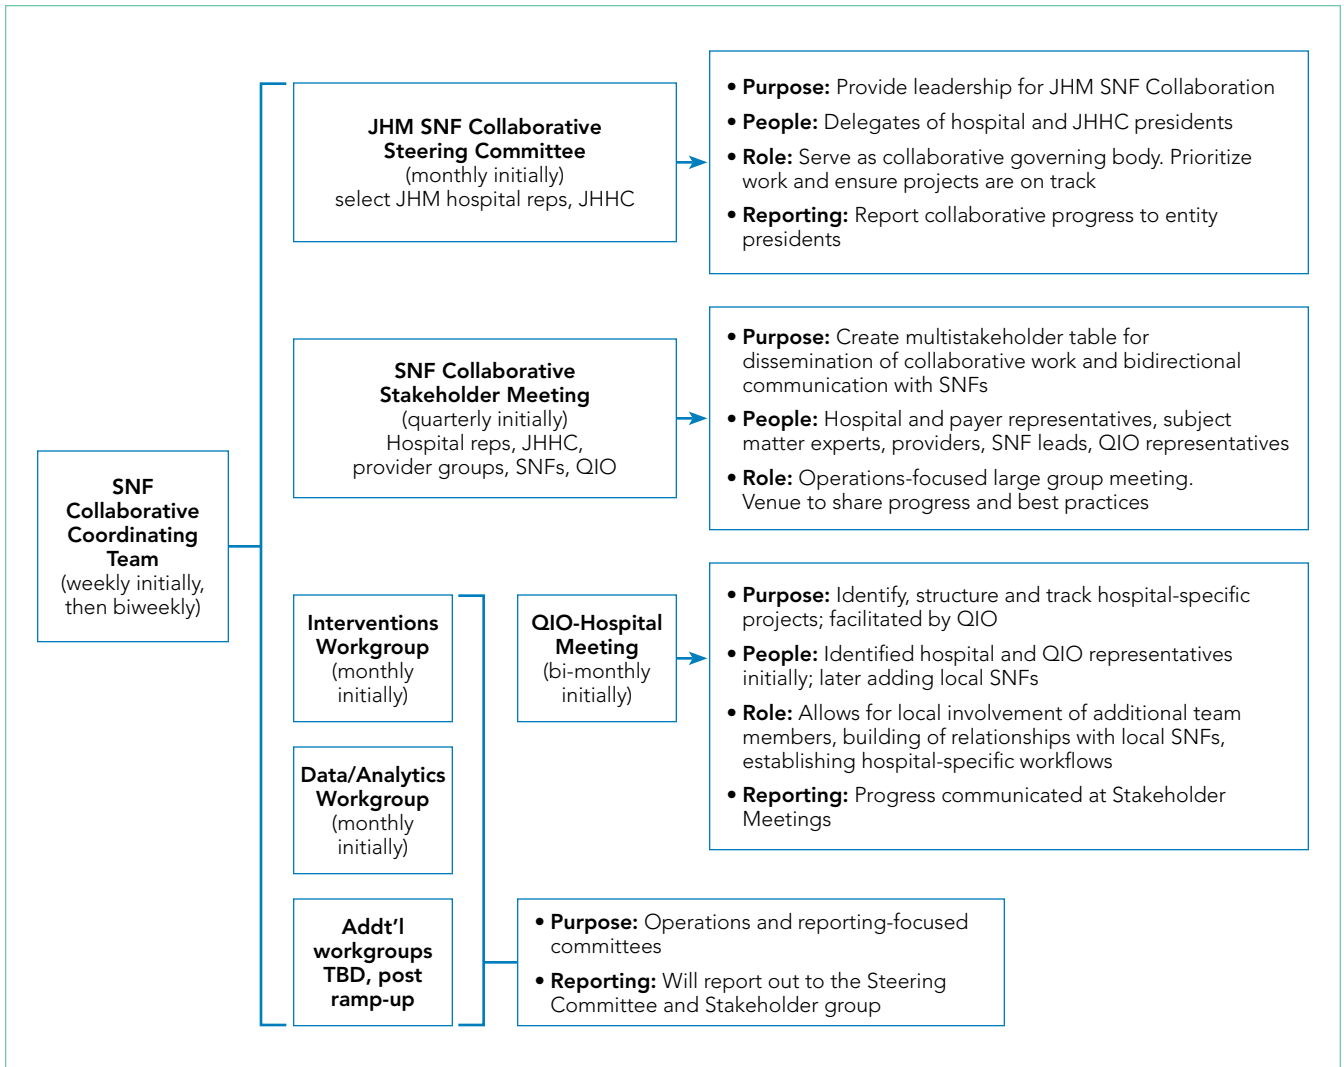 SNF
Collaborative
Coordinating
Team
(weekly initially,
then biweekly)
JHM SNF Collaborative
Steering Committee
(monthly initially)
select JHM hospital reps, JHHC
• Purpose: Provide leadership for JHM SNF Collaboration
• People: Delegates of hospital and JHHC presidents
• Role: Serve as collaborative governing body. Prioritize
work and ensure projects are on track
• Reporting: Report collaborative progress to entity
presidents
SNF Collaborative
Stakeholder Meeting
(quarterly initially)
Hospital reps, JHHC,
provider groups, SNFs, QIO
• Purpose: Create multistakeholder table for
dissemination of collaborative work and bidirectional
communication with SNFs
• People: Hospital and payer representatives, subject
matter experts, providers, SNF leads, QIO representatives
• Role: Operations-focused large group meeting.
Venue to share progress and best practices
Interventions
Workgroup
(monthly
initially)
QIO-Hospital
Meeting
(bi-monthly
initially)
• Purpose: Identify, structure and track hospital-specific
projects; facilitated by QIO
• People: Identified hospital and QIO representatives
initially; later adding local SNFs
• Role: Allows for local involvement of additional team
members, building of relationships with local SNFs,
establishing hospital-specific workflows
• Reporting: Progress communicated at Stakeholder
Meetings
Data/Analytics
Workgroup
(monthly
initially)
Addt'l
workgroups
TBD, post
ramp-up
• Purpose: Operations and reporting-focused
committees
• Reporting: Will report out to the Steering
Committee and Stakeholder group